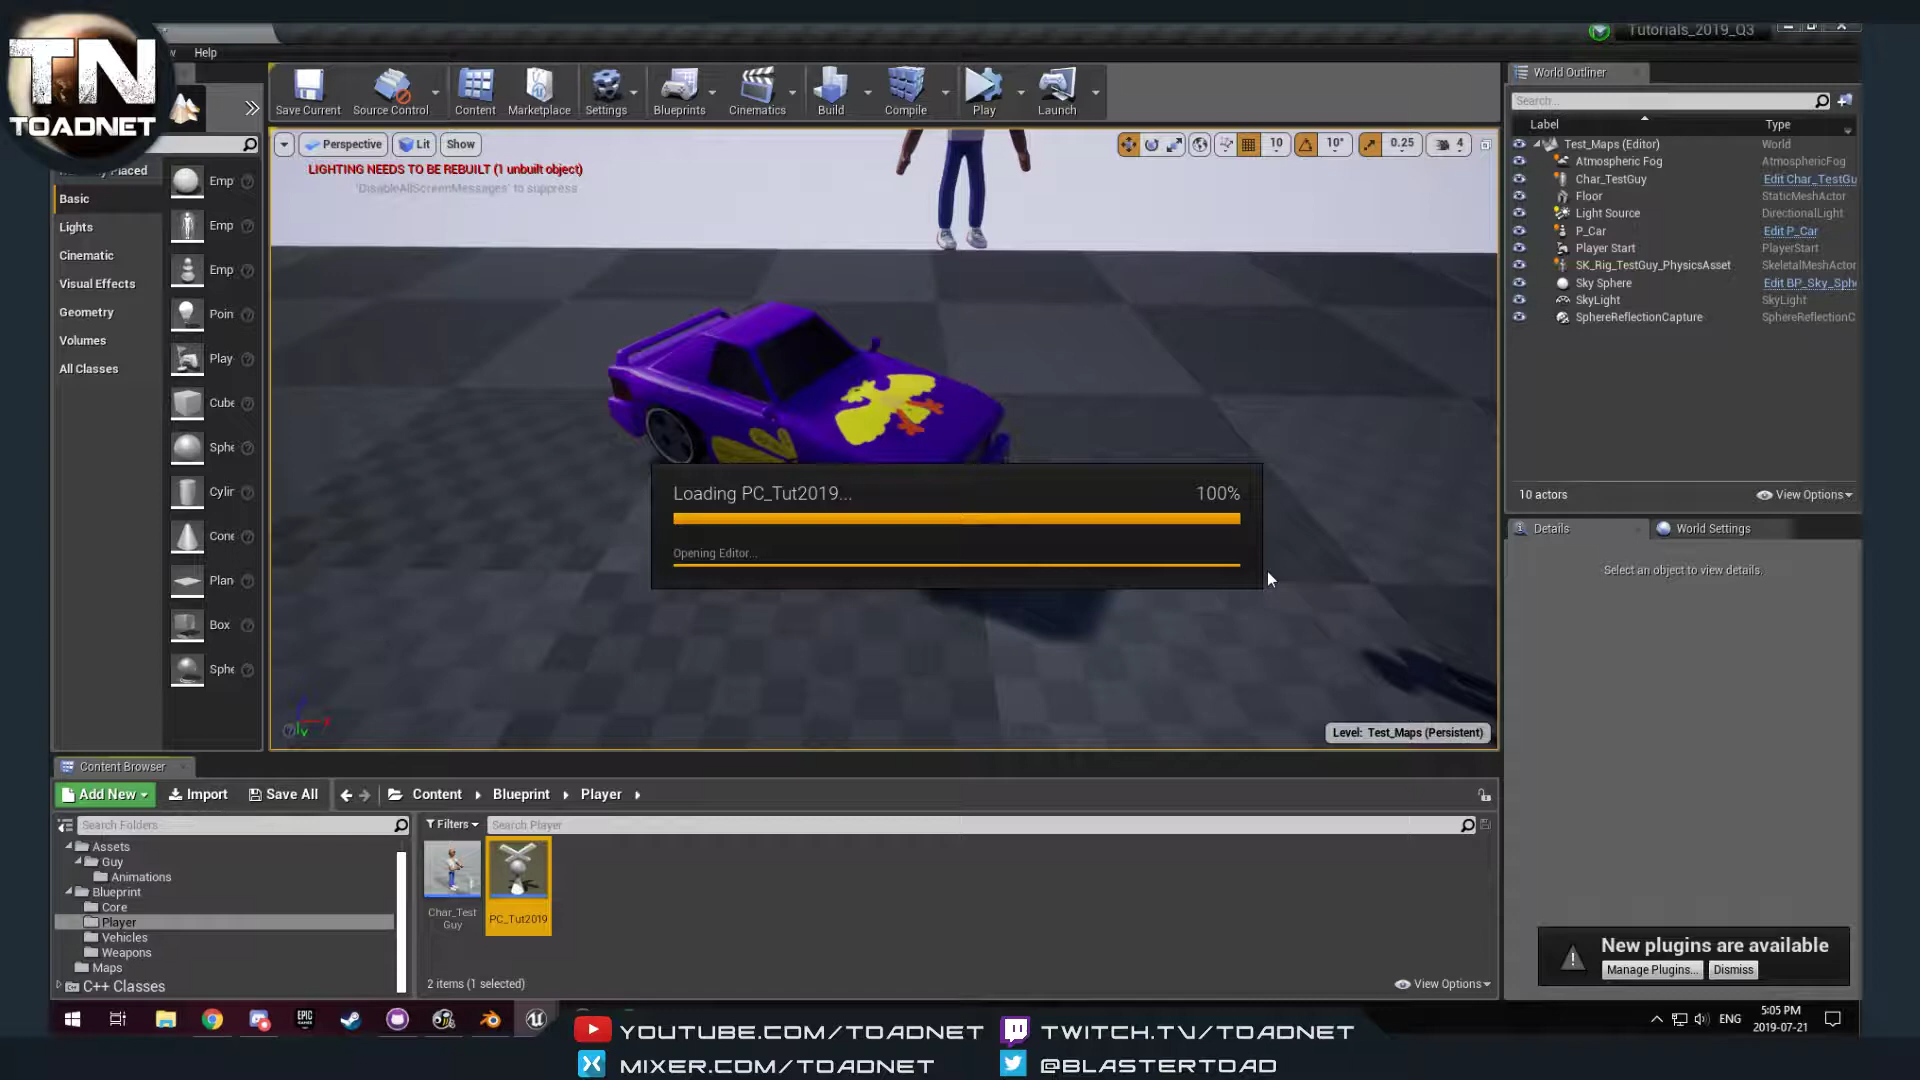 TN
TOADNET
Help
Tutorials_2019_Q3
Save Current
Source Control
Content
Marketplace
Settings
Blueprints
Cinematics
Build
Compile
Play
Launch
Perspective
Lit
Show
10
10°
0.25
4
LIGHTING NEEDS TO BE REBUILT (1 unbuilt object)
'DisableAllScreenMessages' to suppress
Placed
Basic
Lights
Cinematic
Visual Effects
Geometry
Volumes
All Classes
Emp
Emp
Emp
Poin
Play
Cube
Sphe
Cylir
Cone
Plan
Box
Sphe
Loading PC_Tut2019...
100%
Opening Editor...
Level: Test_Maps (Persistent)
World Outliner
Search...
Label
Type
Test_Maps (Editor)
World
Atmospheric Fog
AtmosphericFog
Char_TestGuy
Edit Char_TestGu
Floor
StaticMeshActor
Light Source
DirectionalLight
P_Car
Edit P_Car
Player Start
PlayerStart
SK_Rig_TestGuy_PhysicsAsset
SkeletalMeshActor
Sky Sphere
Edit BP_Sky_Sphe
SkyLight
SkyLight
SphereReflectionCapture
SphereReflectionC
10 actors
View Options
Details
World Settings
Select an object to view details.
Content Browser
Add New
Import
Save All
Content
Blueprint
Player
Search Folders
Filters
Search Player
Assets
Guy
Animations
Blueprint
Core
Player
Vehicles
Weapons
Maps
C++ Classes
Char_Test
Guy
PC_Tut2019
2 items (1 selected)
View Options
New plugins are available
Manage Plugins...
Dismiss
EPIC
GAMES
ENG
5:05 PM
2019-07-21
YOUTUBE.COM/TOADNET
TWITCH.TV/TOADNET
MIXER.COM/TOADNET
@BLASTERTOAD